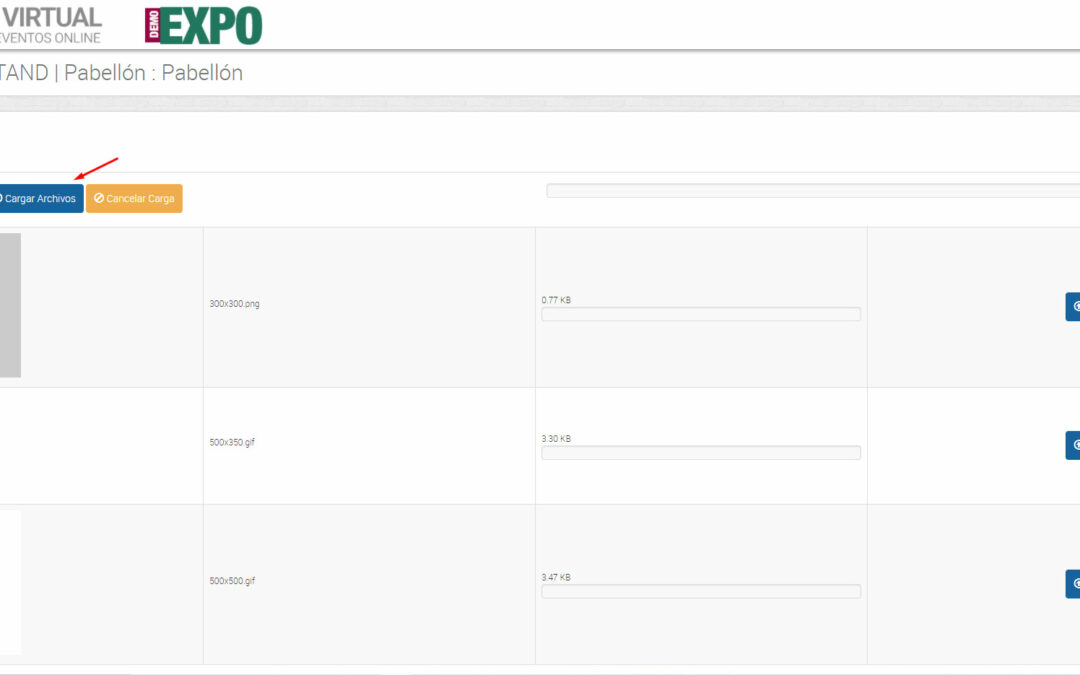 VIRTUAL
EVENTOS ONLINE
DEMO
EXPO
TAND | Pabellón : Pabellón
Cargar Archivos
Cancelar Carga
300x300.png
0.77 KB
500x350.gif
3.30 KB
500x500.gif
3.47 KB